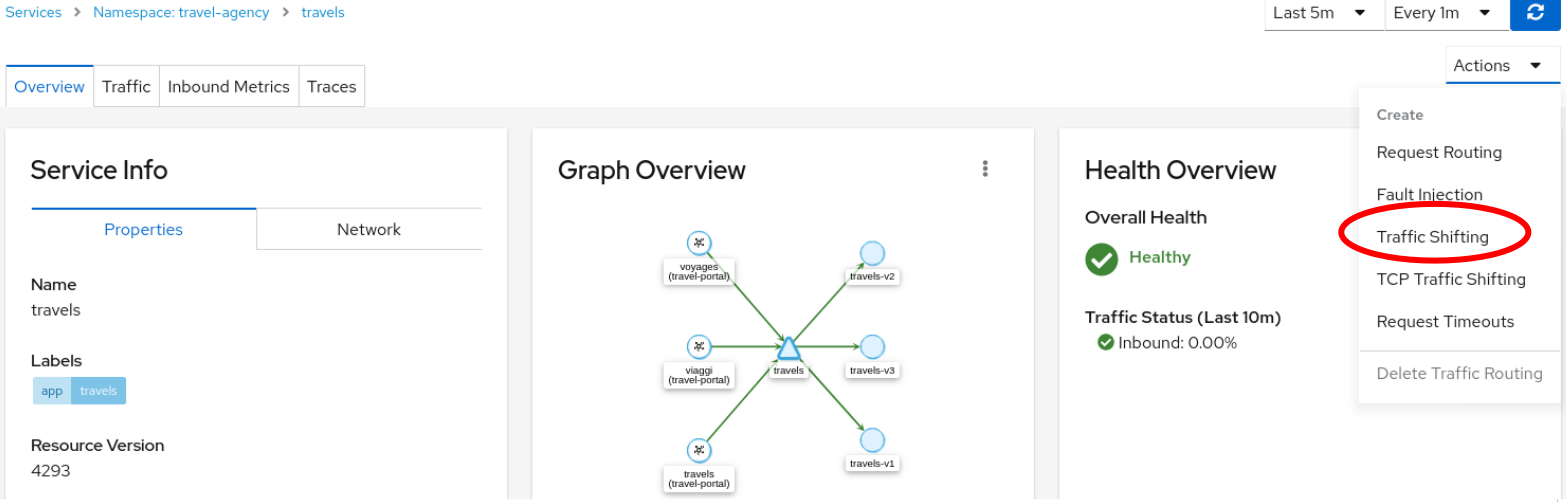 Services > Namespace: travel-agency > travels
Last 5m
Every 1m
Actions
Overview
Traffic
Inbound Metrics
Traces
Create
Request Routing
Fault Injection
Traffic Shifting
TCP Traffic Shifting
Request Timeouts
Delete Traffic Routing
Service Info
Properties
Network
Name
travels
Labels
app travels
Resource Version
4293
Graph Overview
voyages
(travel-portal)
travels-v2
viaggi
(travel-portal)
travels
travels-v3
travels
(travel-portal)
travels-v1
Health Overview
Overall Health
Healthy
Traffic Status (Last 10m)
Inbound: 0.00%